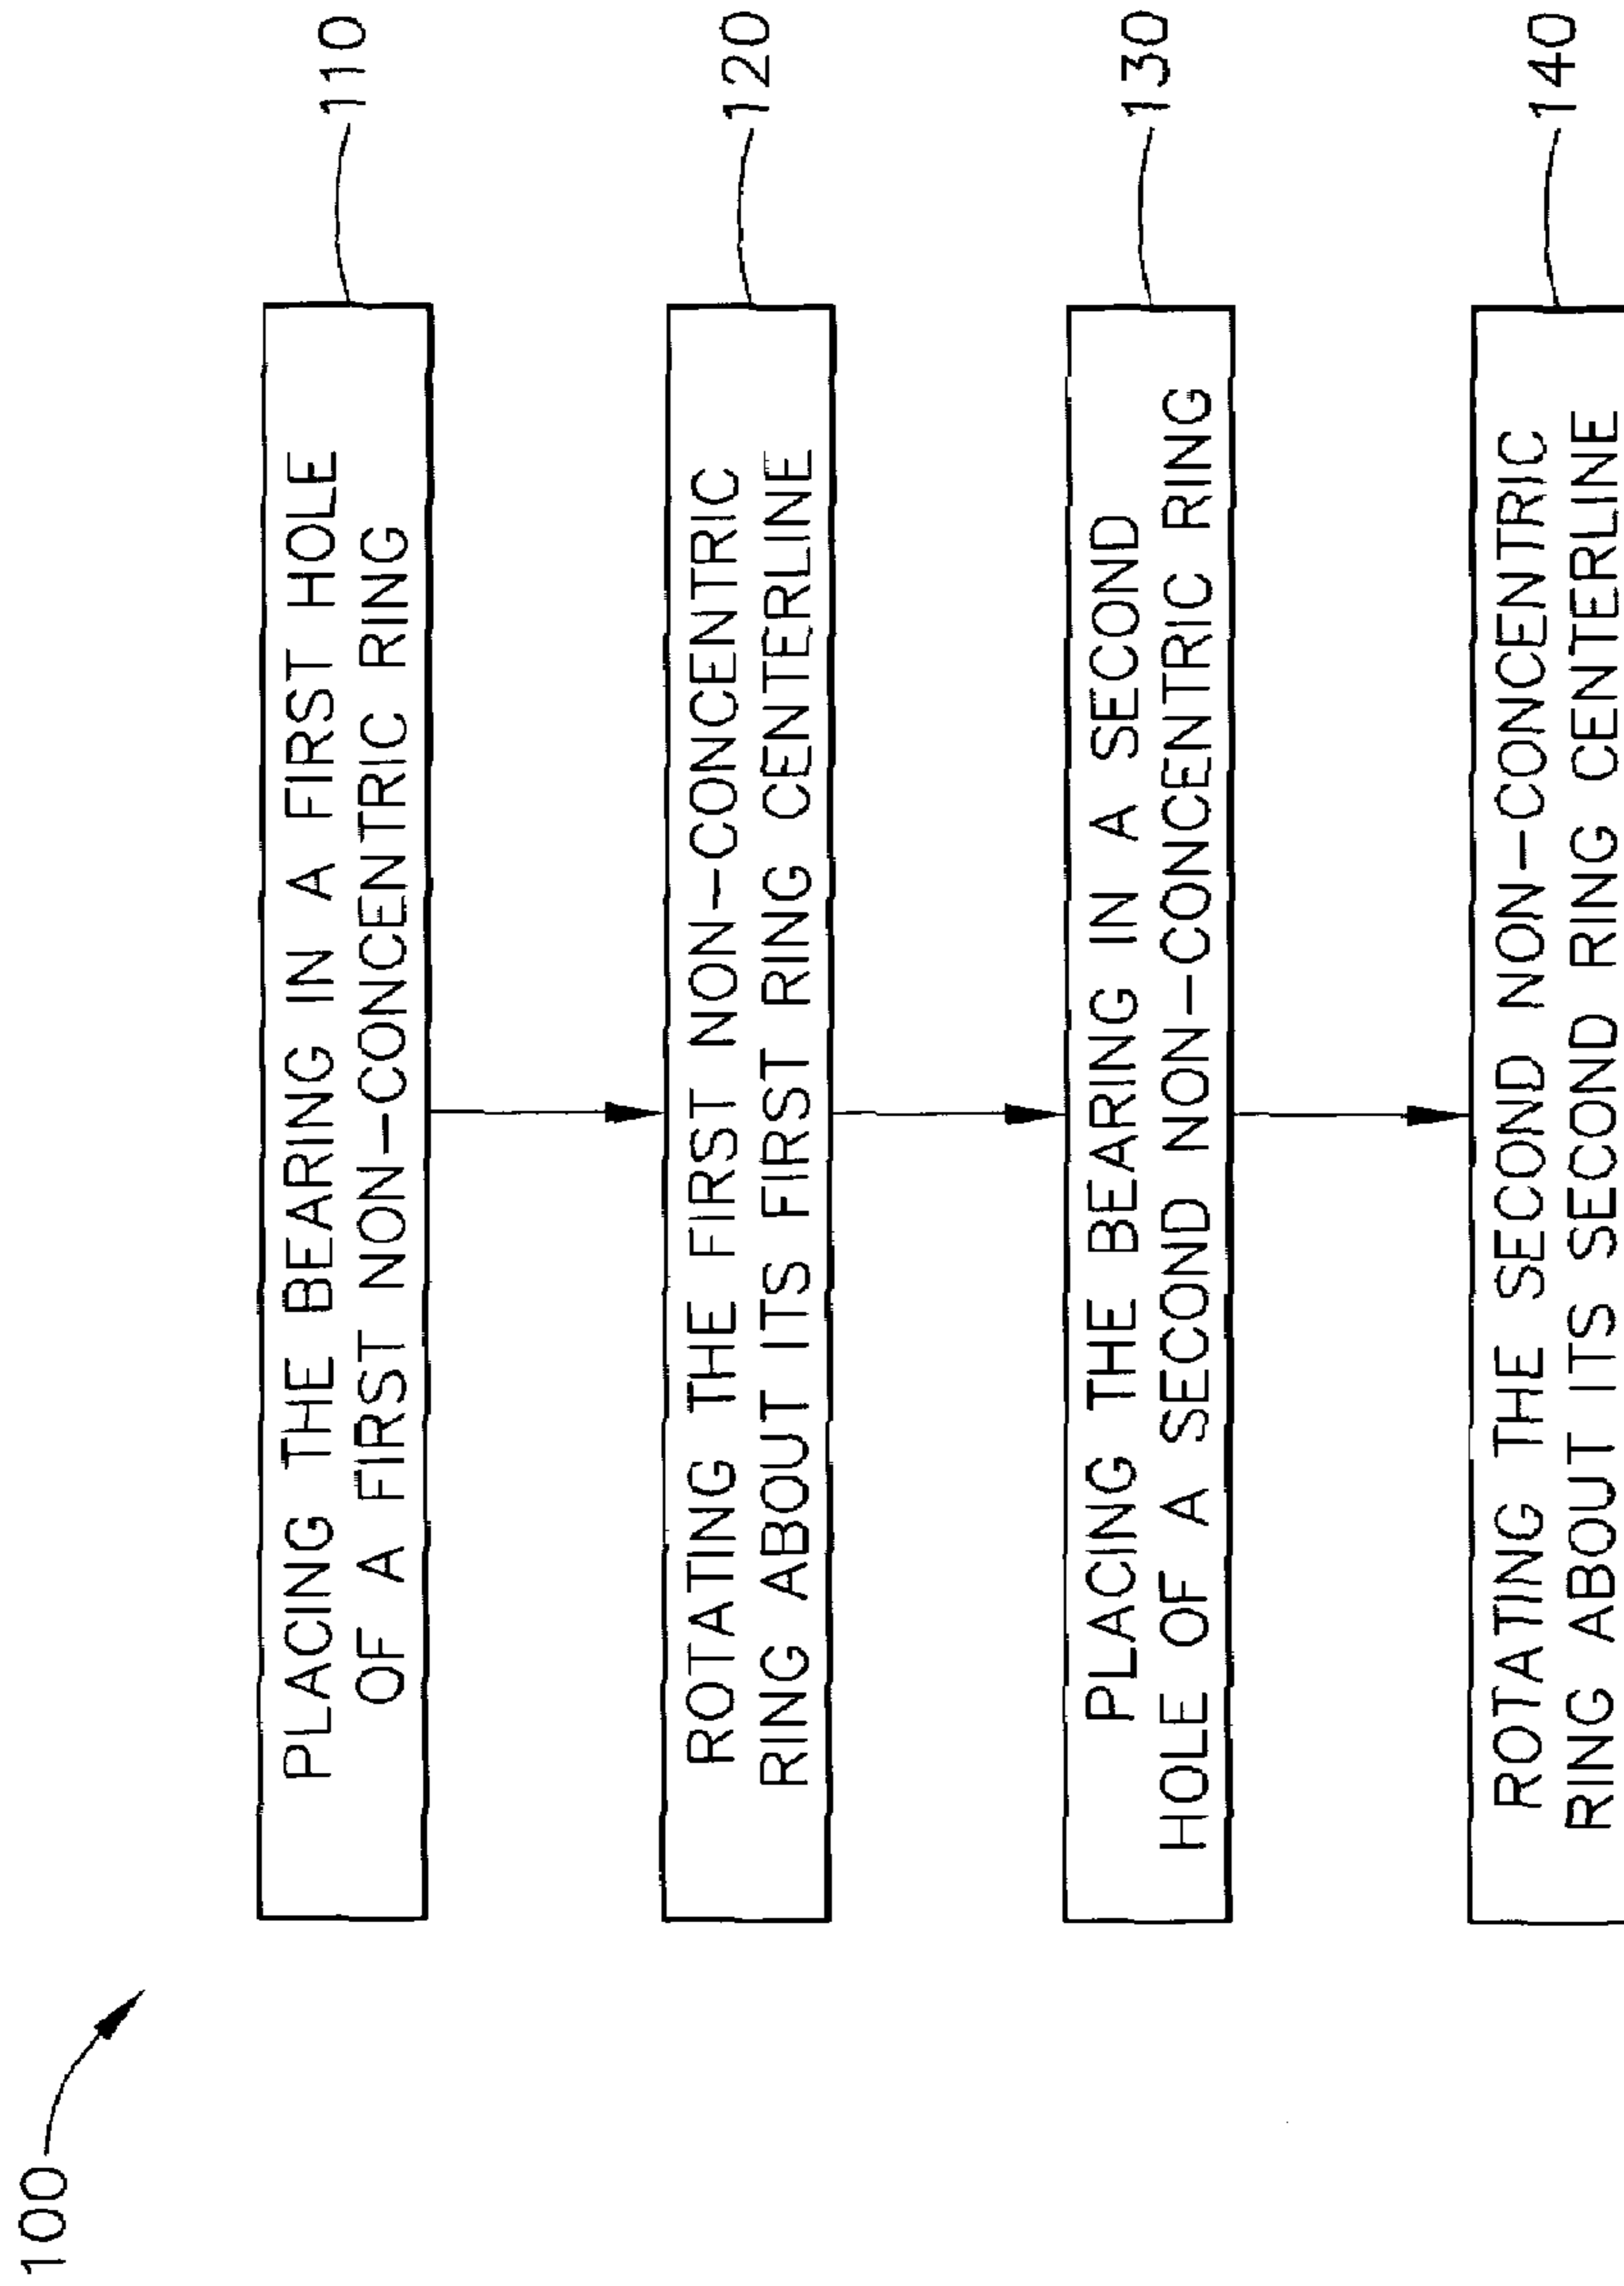 100
PLACING THE BEARING IN A FIRST HOLE
OF A FIRST NON-CONCENTRIC RING
110
ROTATING THE FIRST NON-CONCENTRIC
RING ABOUT ITS FIRST RING CENTERLINE
120
PLACING THE BEARING IN A SECOND
HOLE OF A SECOND NON-CONCENTRIC RING
130
ROTATING THE SECOND NON-CONCENTRIC
RING ABOUT ITS SECOND RING CENTERLINE
140